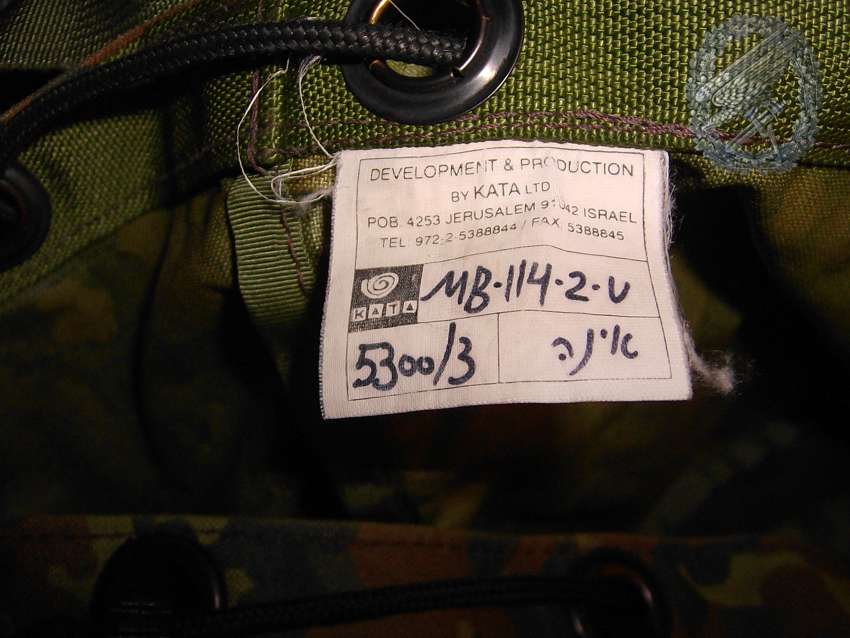 DEVELOPMENT & PRODUCTION
BY KATA LTD
POB. 4253 JERUSALEM ISRAEL
TEL: 972-2-5388844 / FAX. 5388845
KATA
MB-114-2-U
5300/3
אינה